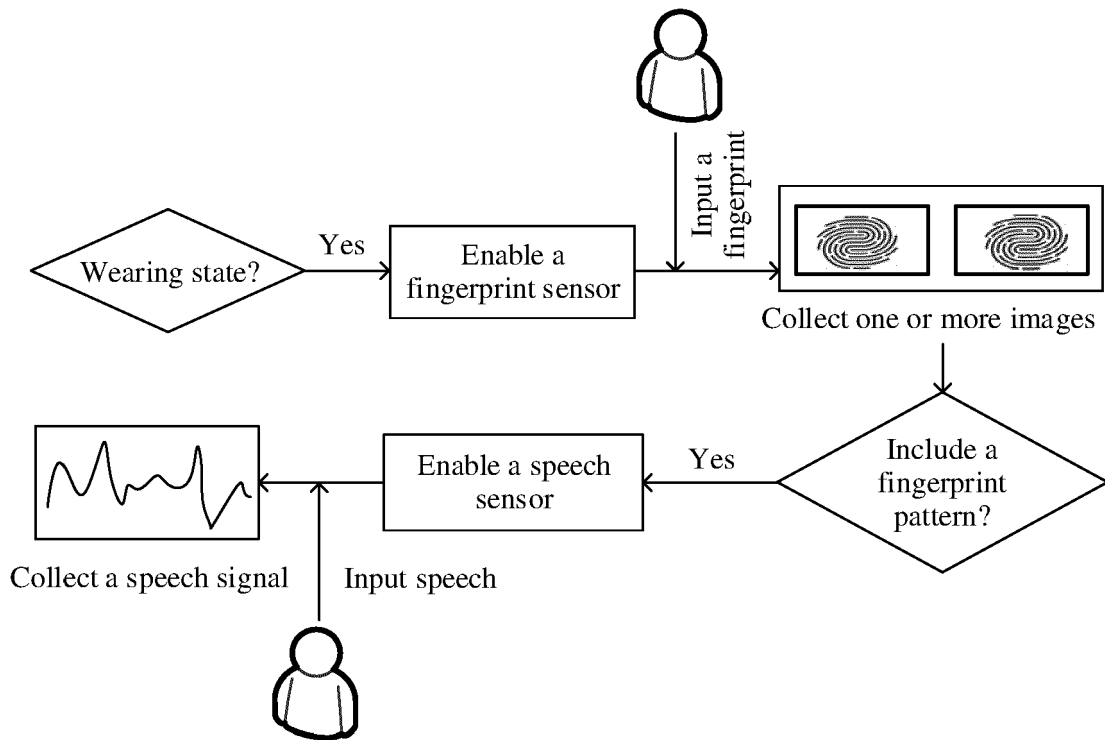 Wearing state?
Yes
Enable a
fingerprint sensor
Input a
fingerprint
Collect one or more images
Include a
fingerprint
pattern?
Yes
Enable a speech
sensor
Input speech
Collect a speech signal